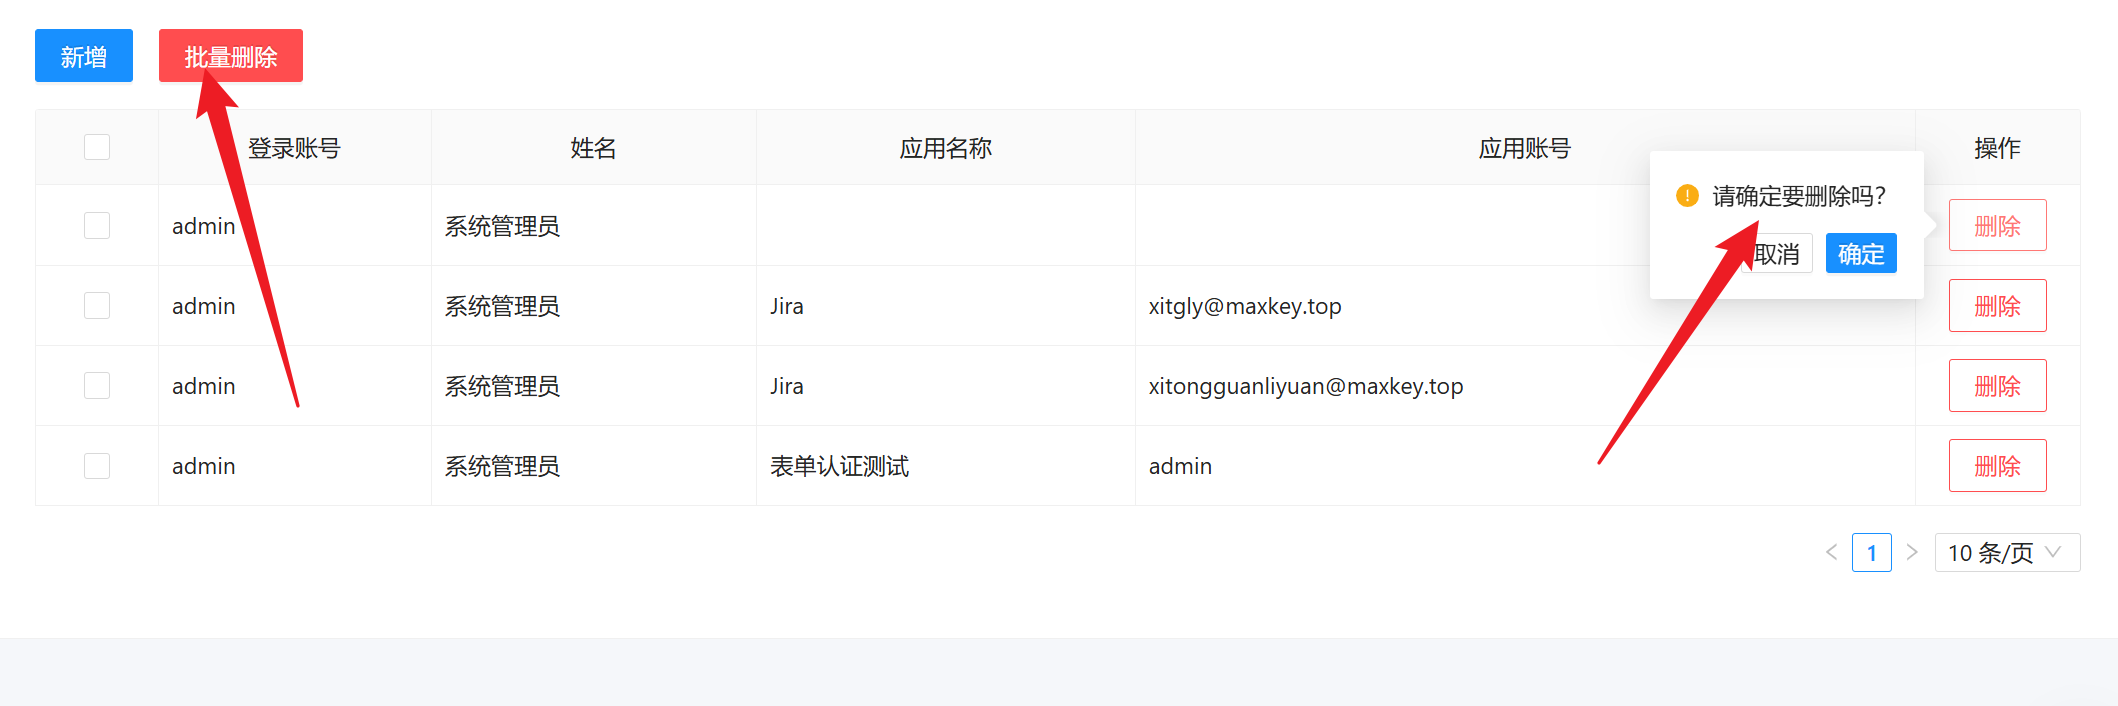 新增 批量删除
登录账号 姓名 应用名称 应用账号 操作
admin 系统管理员 删除
请确定要删除吗?
取消 确定
admin 系统管理员 Jira xitgly@maxkey.top 删除
admin 系统管理员 Jira xitongguanliyuan@maxkey.top 删除
admin 系统管理员 表单认证测试 admin 删除
1 10 条/页